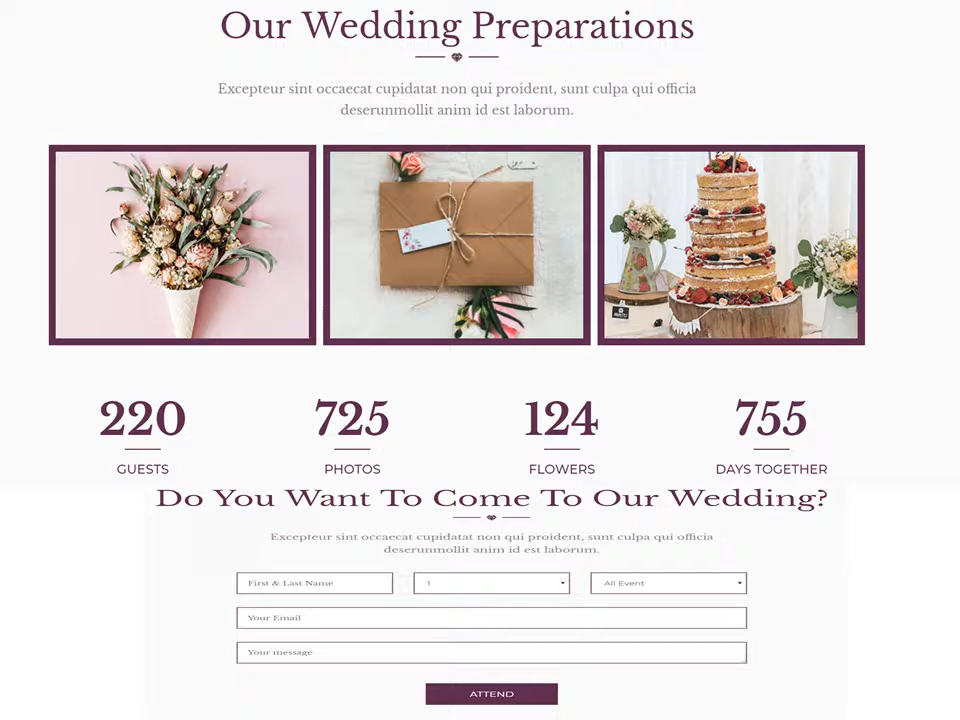 Our Wedding Preparations
Excepteur sint occaecat cupidatat non qui proident, sunt culpa qui officia
deserunmollit anim id est laborum.
220 725 124 755
GUESTS PHOTOS FLOWERS DAYS TOGETHER
Do You Want To Come To Our Wedding?
Excepteur sint occaecat cupidatat non qui proident, sunt culpa qui officia
deserunmollit anim id est laborum.
First & Last Name 1 All Event
Your Email
Your message
ATTEND